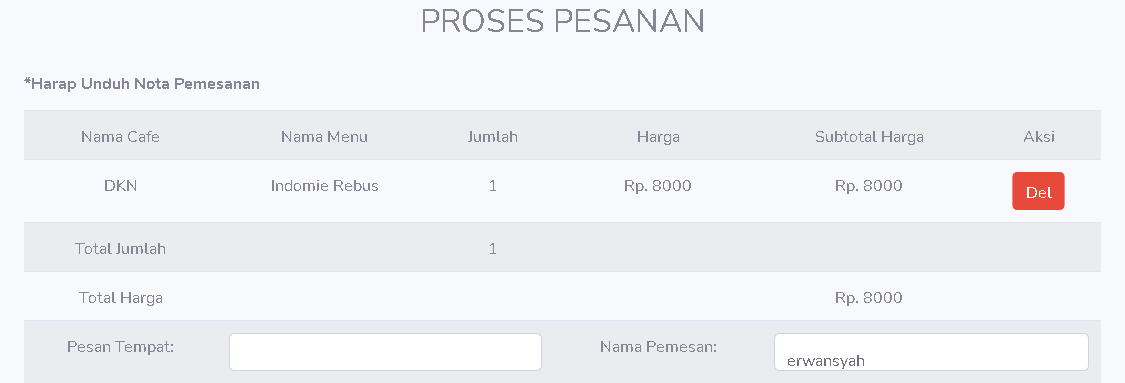 PROSES PESANAN
*Harap Unduh Nota Pemesanan
Nama Cafe Nama Menu Jumlah Harga Subtotal Harga Aksi
DKN Indomie Rebus 1 Rp. 8000 Rp. 8000 Del
Total Jumlah 1
Total Harga Rp. 8000
Pesan Tempat: Nama Pemesan: erwansyah